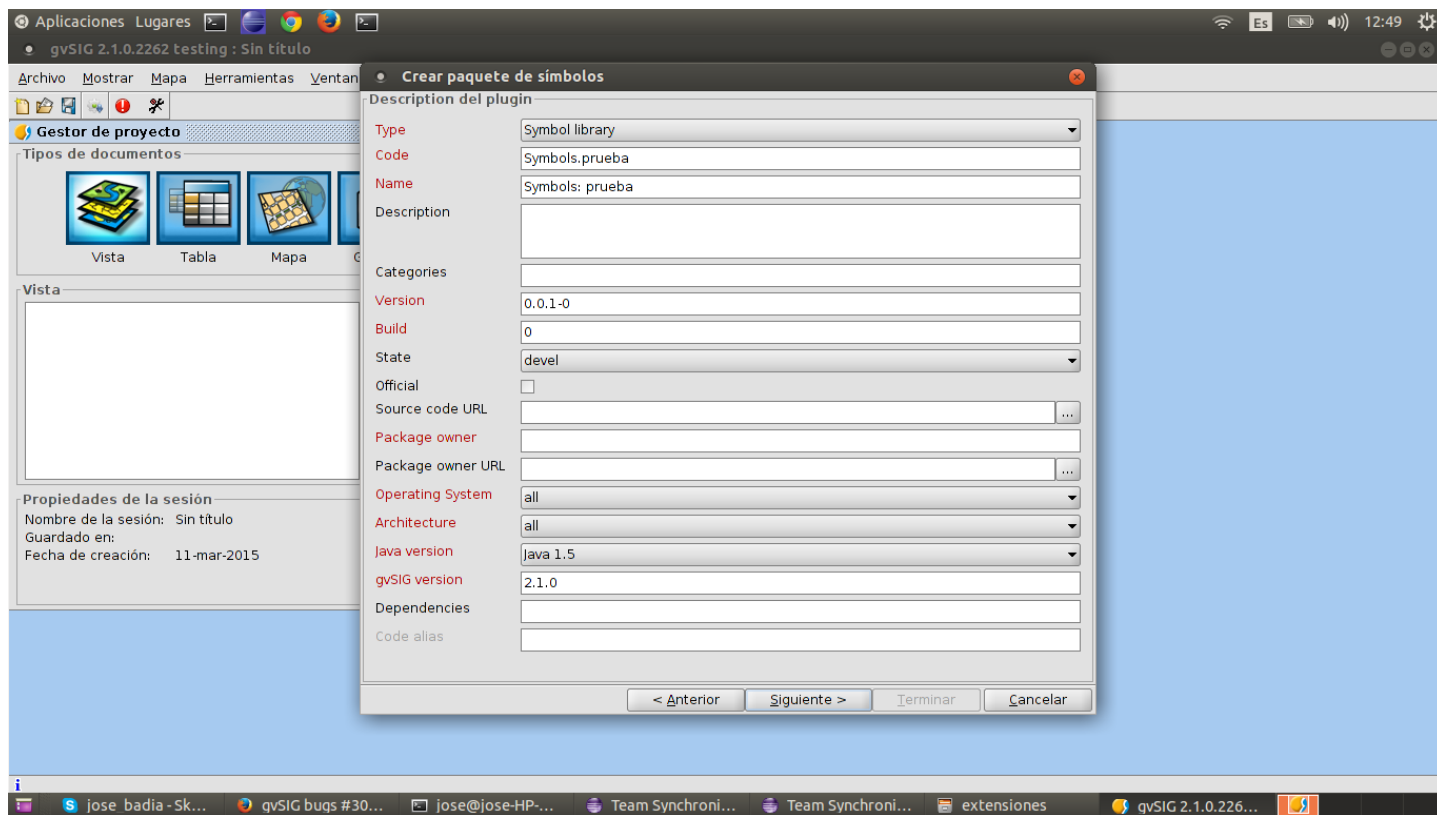 Aplicaciones Lugares
Es
12:49
gvSIG 2.1.0.2262 testing : Sin título
Archivo Mostrar Mapa Herramientas Ventan
Gestor de proyecto
Tipos de documentos
Vista
Tabla
Mapa
G
Vista
Propiedades de la sesión
Nombre de la sesión: Sin título
Guardado en:
Fecha de creación: 11-mar-2015
Crear paquete de símbolos
Description del plugin
Type
Symbol library
Code
Symbols.prueba
Name
Symbols: prueba
Description
Categories
Version
0.0.1-0
Build
0
State
devel
Official
Source code URL
...
Package owner
Package owner URL
...
Operating System
all
Architecture
all
Java version
Java 1.5
gvSIG version
2.1.0
Dependencies
Code alias
< Anterior
Siguiente >
Terminar
Cancelar
i
jose_badia - Sk...
gvSIG bugs #30...
jose@jose-HP-...
Team Synchroni...
Team Synchroni...
extensiones
gvSIG 2.1.0.226...